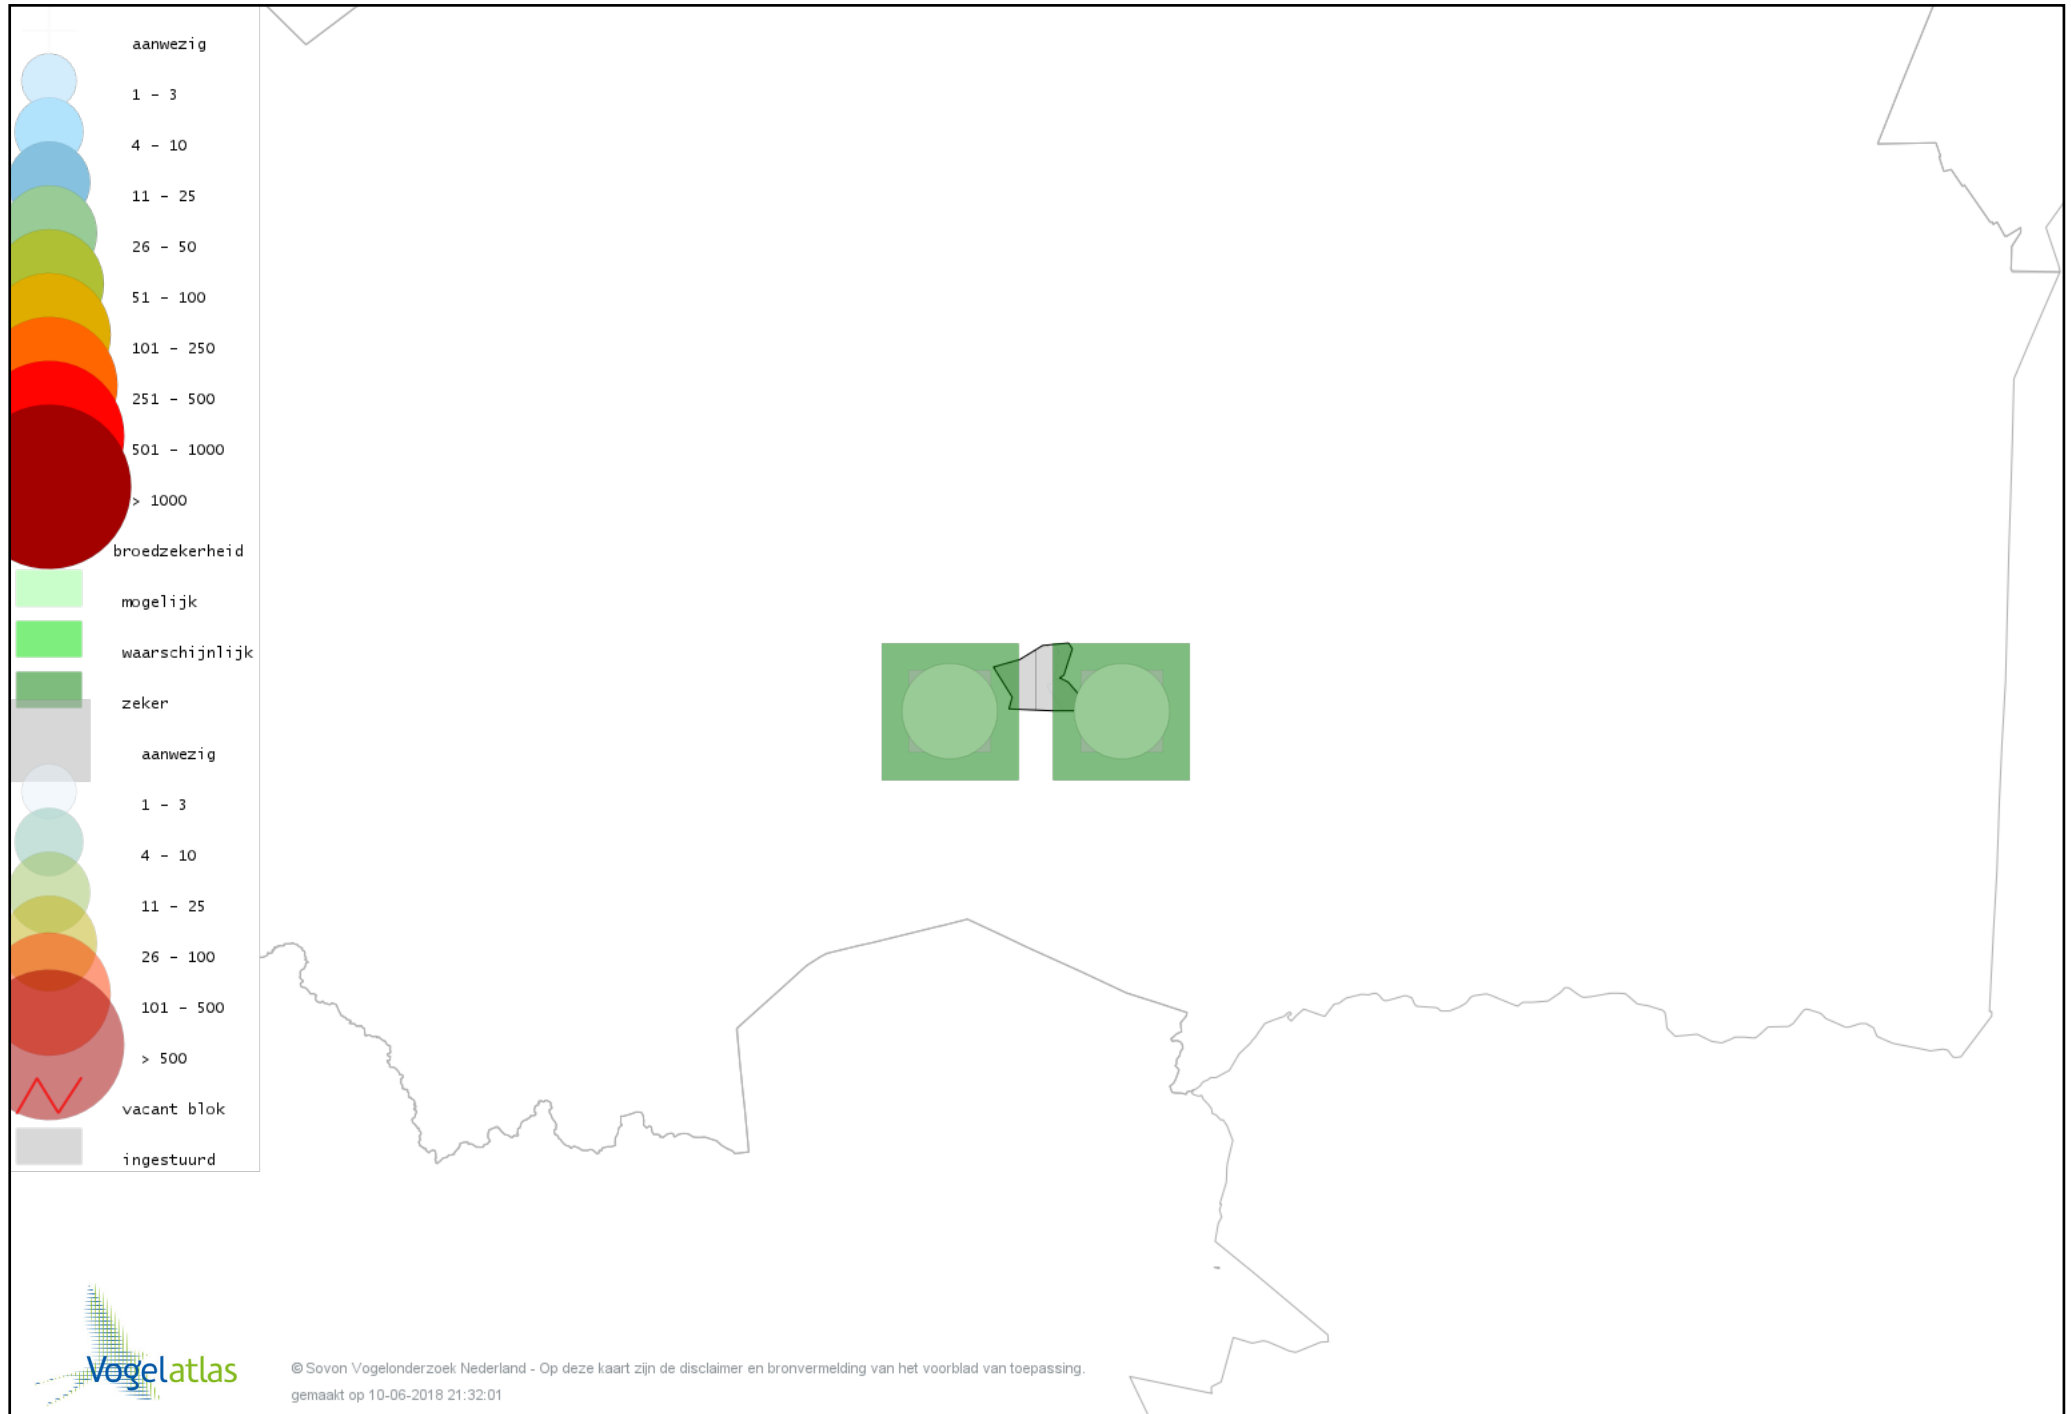 aanwezig
1 - 3
4 - 10
11 - 25
26 - 50
51 - 100
101 - 250
251 - 500
501 - 1000
> 1000
broedzekerheid
mogelijk
waarschijnlijk
zeker
aanwezig
1 - 3
4 - 10
11 - 25
26 - 100
101 - 500
> 500
vacant blok
ingestuurd
Vogelatlas
© Sovon Vogelonderzoek Nederland - Op deze kaart zijn de disclaimer en bronvermelding van het voorblad van toepassing.
gemaakt op 10-06-2018 21:32:01